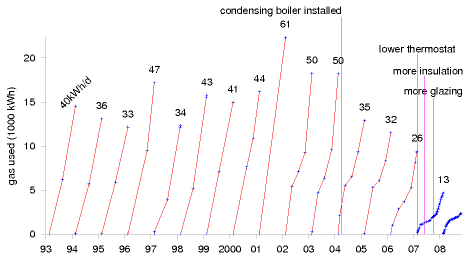 condensing boiler installed
61
lower thermostat
20
47
50
50
more insulation
40kWh/d
43
44
more glazing
15
36
33
34
41
35
32
26
gas used (1000 kWh)
10
5
13
0
93 94 95 96 97 98 99 2000 01 02 03 04 05 06 07 08